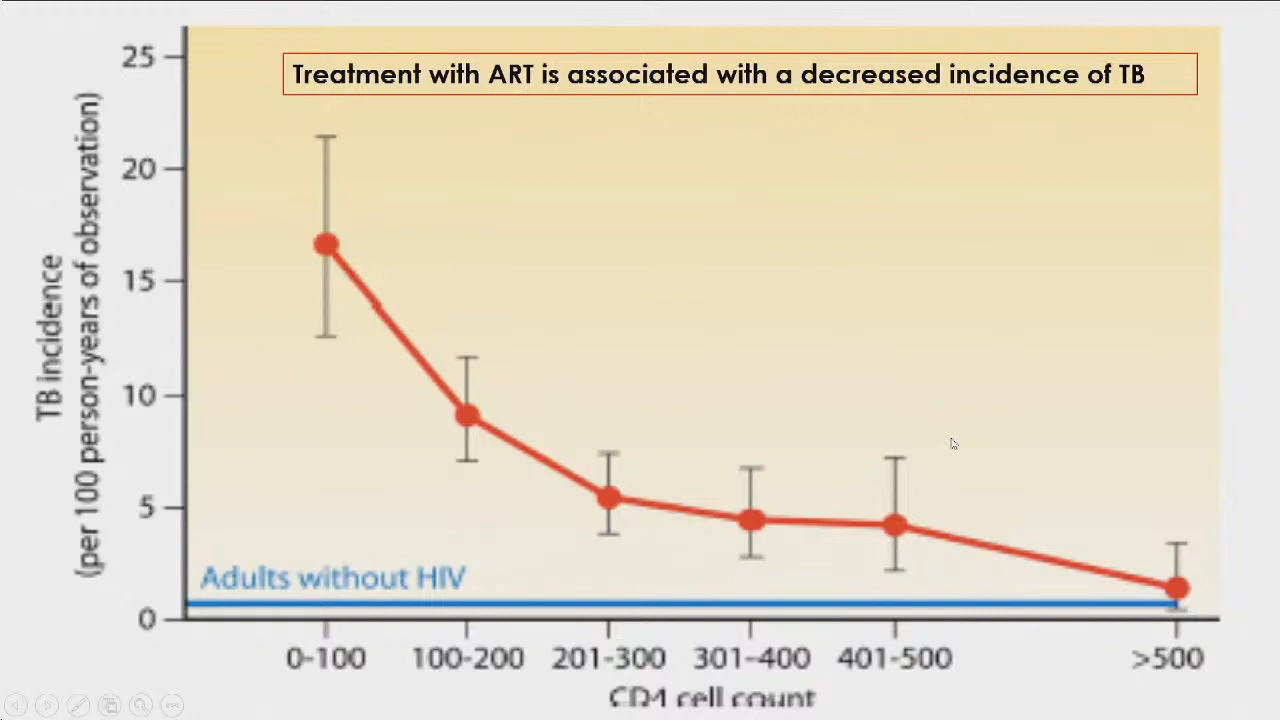 Treatment with ART is associated with a decreased incidence of TB
25
20
15
10
5
0
TB incidence
(per 100 person-years of observation)
Adults without HIV
0-100 100-200 201-300 301-400 401-500 >500
CD4 cell count